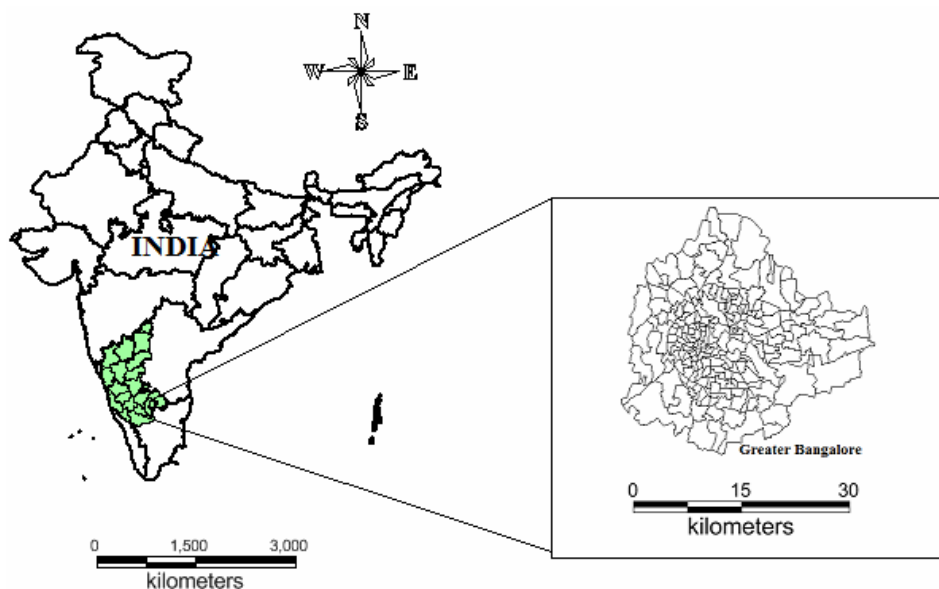 N
W E
S
INDIA
Greater Bangalore
0 15 30
kilometers
0 1,500 3,000
kilometers